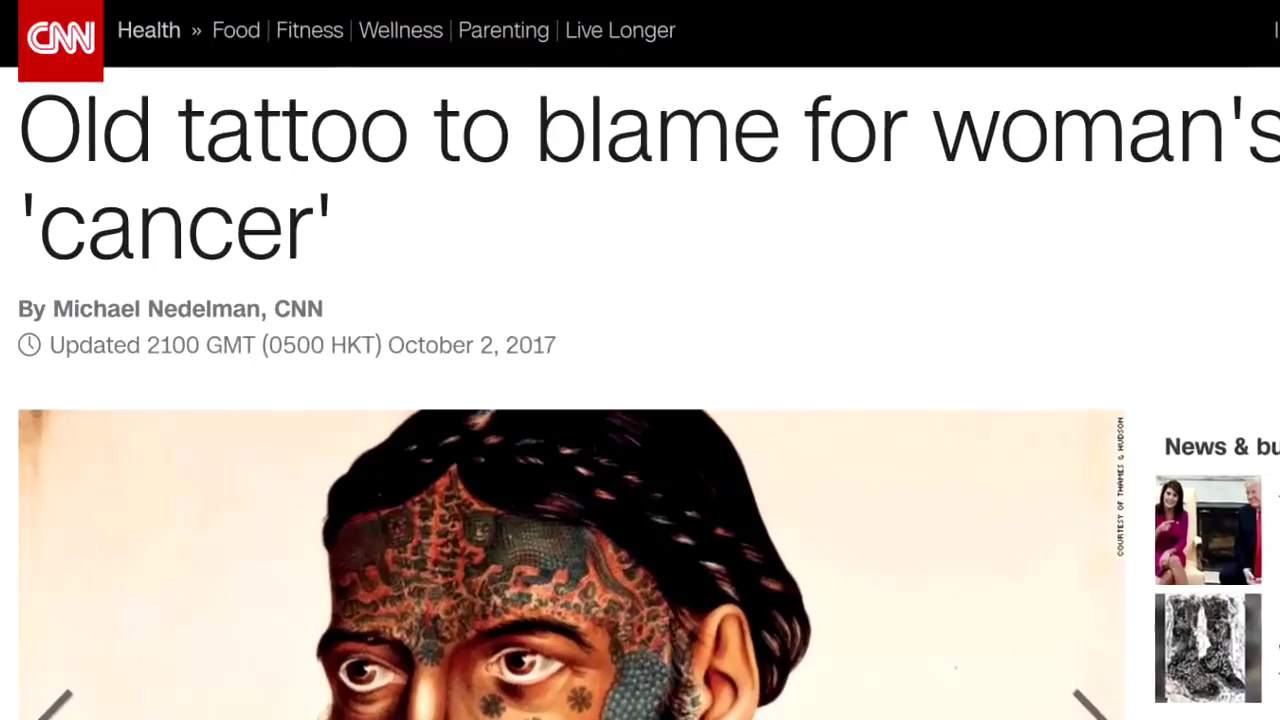 CNN
Health » Food | Fitness | Wellness | Parenting | Live Longer
Old tattoo to blame for woman's
'cancer'
By Michael Nedelman, CNN
Updated 2100 GMT (0500 HKT) October 2, 2017
COURTESY OF THAMES & HUDSON
News & bu